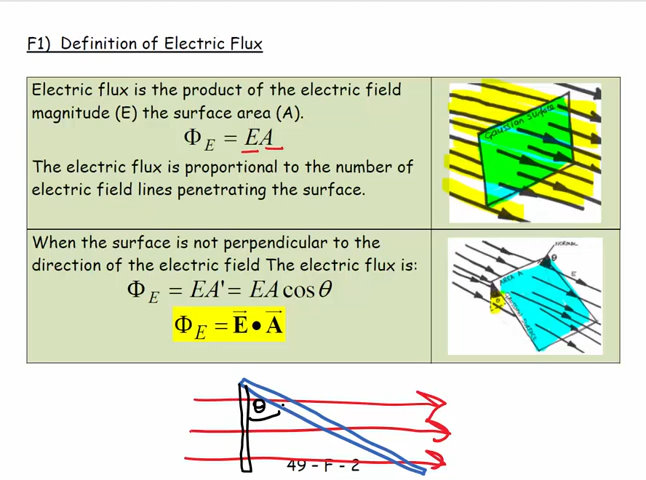 F1) Definition of Electric Flux
Electric flux is the product of the electric field
magnitude (E) the surface area (A).
Φ_E = EA
The electric flux is proportional to the number of
electric field lines penetrating the surface.
Gaussian Surface
When the surface is not perpendicular to the
direction of the electric field The electric flux is:
Φ_E = EA' = EA cos θ
Φ_E = E⃗ • A⃗
NORMAL
θ
E
AREA A
θ
θ
49 – F – 2